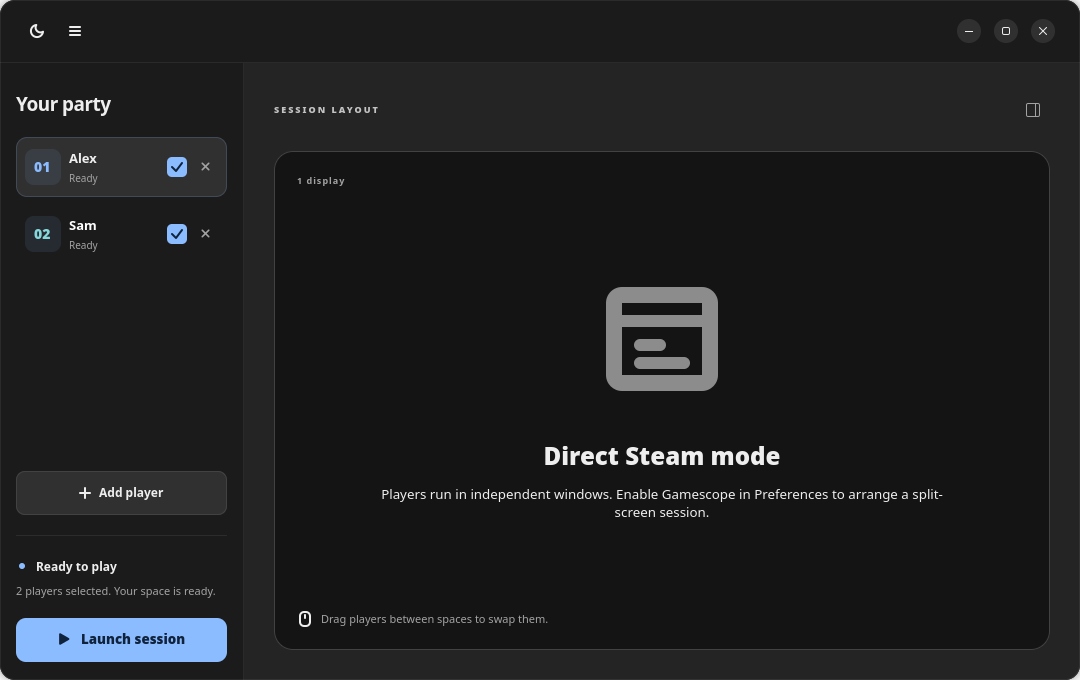 Your party
01
Alex
Ready
02
Sam
Ready
Add player
Ready to play
2 players selected. Your space is ready.
Launch session
SESSION LAYOUT
1 display
Direct Steam mode
Players run in independent windows. Enable Gamescope in Preferences to arrange a split-
screen session.
Drag players between spaces to swap them.